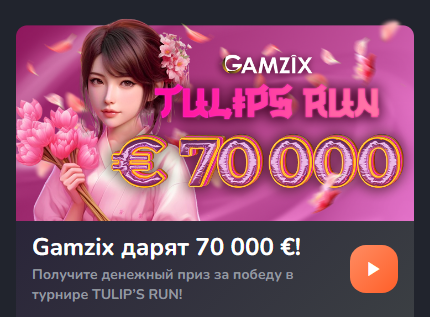 GAMZIX
TULIPS RUN
€ 70 000
Gamzix дарят 70 000 €!
Получите денежный приз за победу в
турнире TULIP'S RUN!